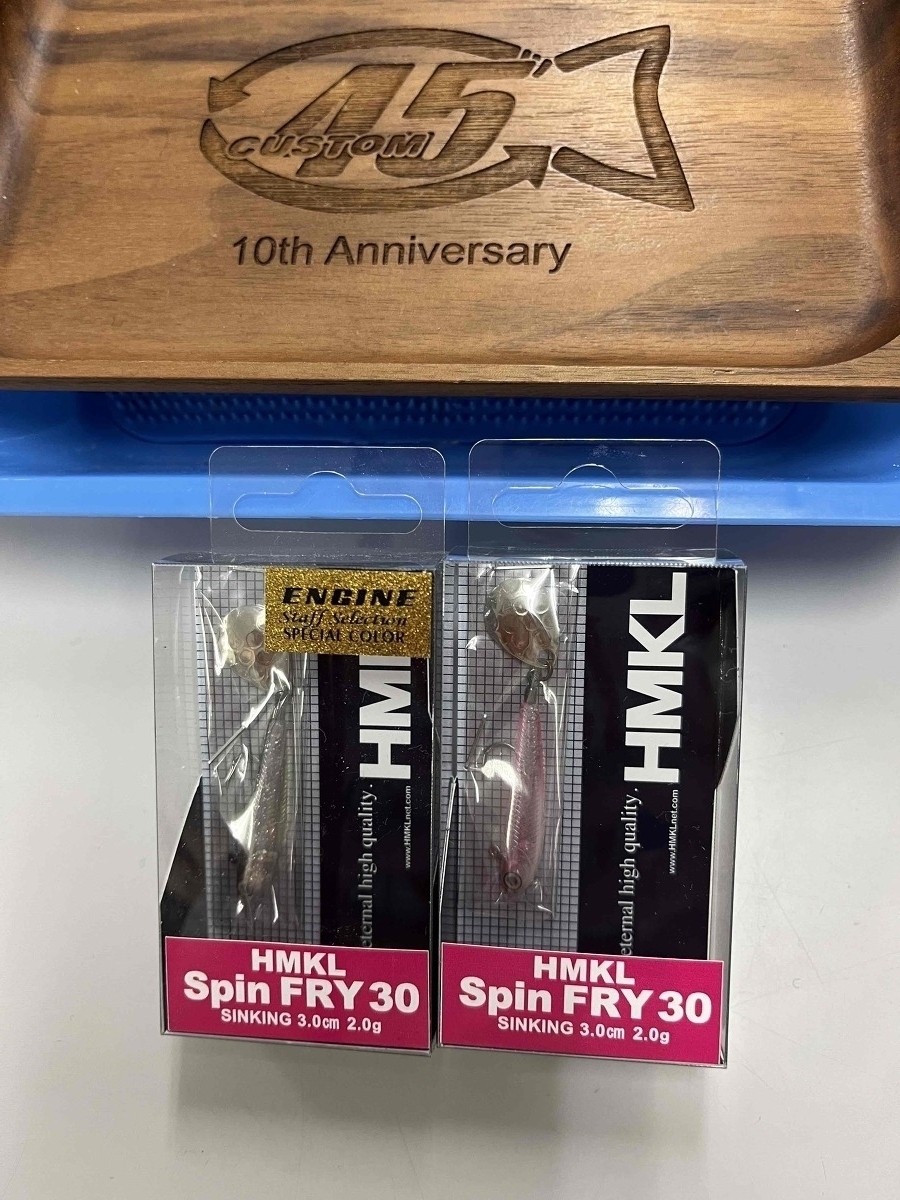 45
CUSTOM
10th Anniversary
ENGINE
Staff Selection
SPECIAL COLOR
HMKL
eternal high quality.
www.HMKLnet.com
HMKL
Spin FRY 30
SINKING 3.0cm 2.0g
HMKL
eternal high quality.
www.HMKLnet.com
HMKL
Spin FRY 30
SINKING 3.0cm 2.0g